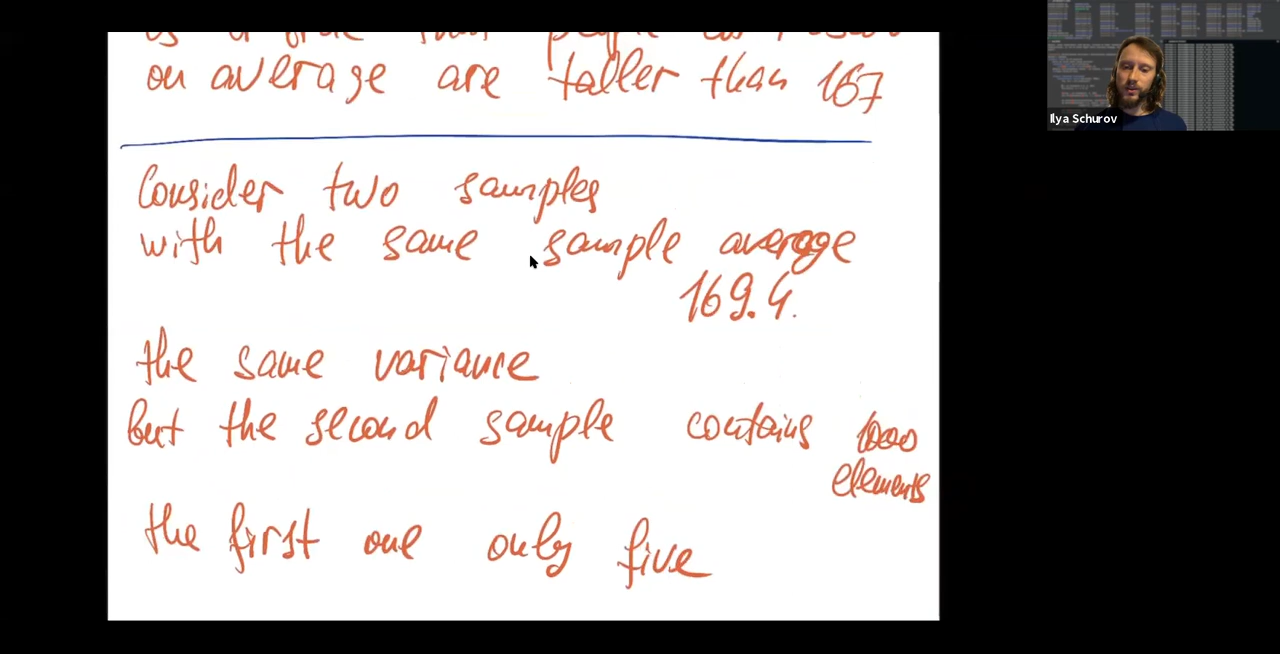 on average are taller than 167
Consider two samples
with the same sample average
169.4.
the same variance
but the second sample contains 1000
elements
the first one only five
Ilya Schurov